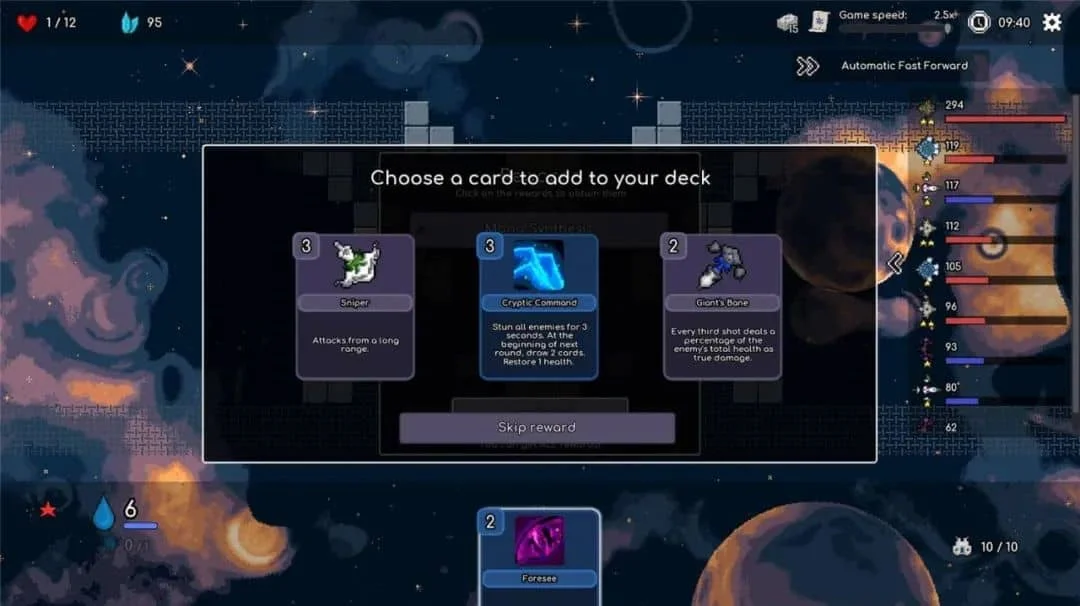 1 / 12
95
15
Game speed:
2.5x
09:40
Automatic Fast Forward
294
119
117
112
105
96
93
80
62
Choose a card to add to your deck
Click on the rewards to obtain them
Mana Synthesis
3
Sniper
Attacks from a long
range.
3
Cryptic Command
Stun all enemies for 3
seconds. At the
beginning of next
round, draw 2 cards.
Restore 1 health.
2
Giant's Bane
Every third shot deals a
percentage of the
enemy's total health as
true damage.
Skip reward
6
0 / 1
2
Foresee
10 / 10